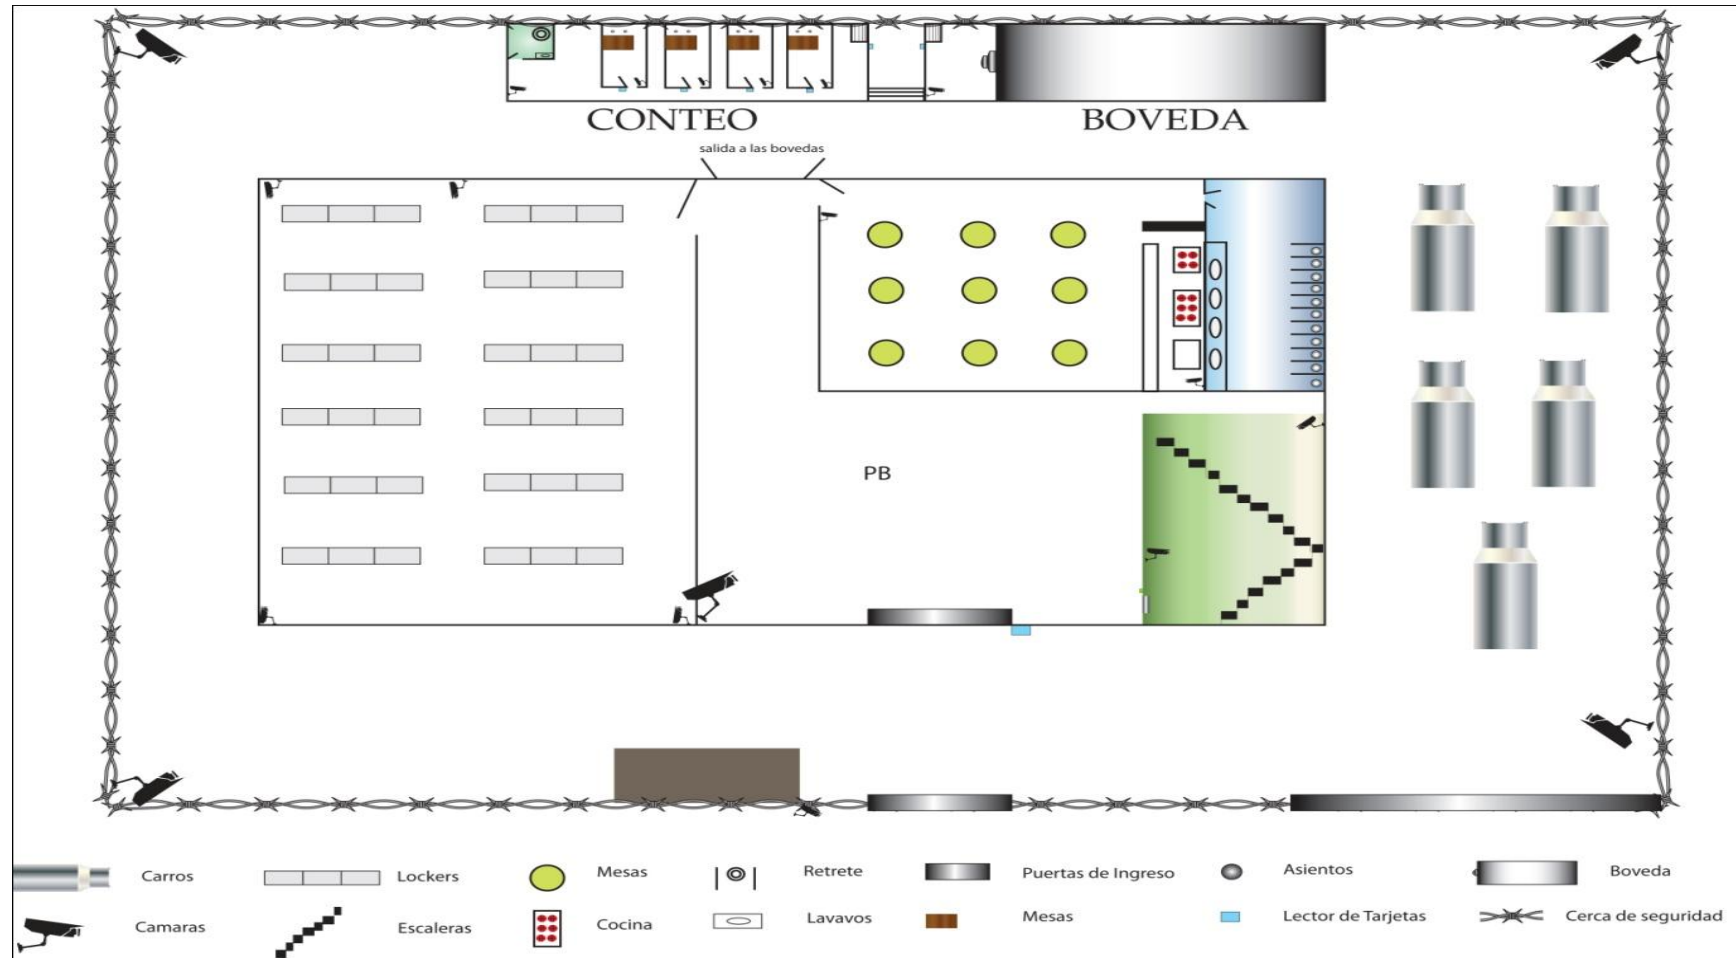 CONTEO
BOVEDA
salida a las bovedas
PB
Carros
Lockers
Mesas
Retrete
Puertas de Ingreso
Asientos
Boveda
Camaras
Escaleras
Cocina
Lavavos
Mesas
Lector de Tarjetas
Cerca de seguridad